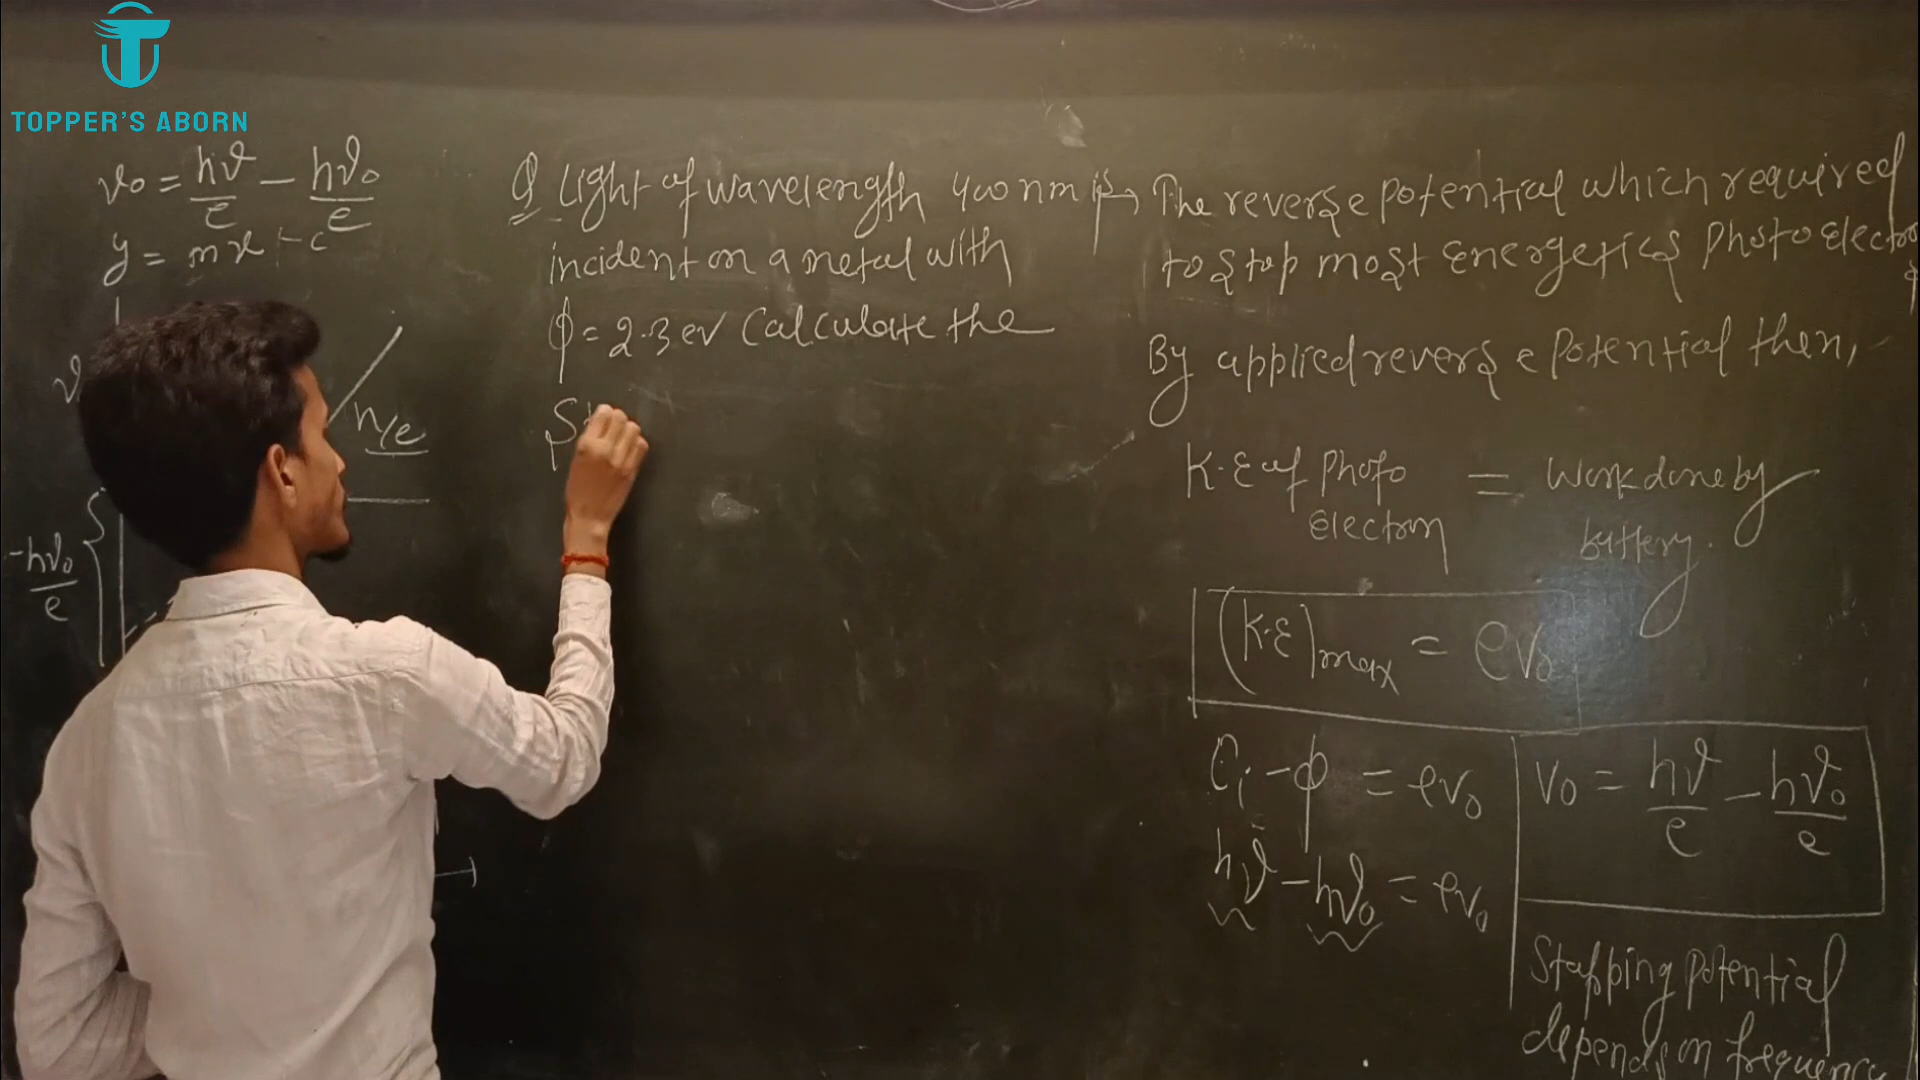 TOPPER'S ABORN
v₀ = hν/e − hν₀/e
y = mx + c
h/e
−hν₀/e
Q Light of wavelength 400 nm is
incident on a metal with
φ = 2.3 ev Calculate the
→ The reverse potential which required
to stop most energetics photo electro
By applied reverse potential then,
K.E of photo electron = Work done by battery.
(K.E)max = eV₀
− φ = eV₀
hν − hν₀ = eV₀
V₀ = hν/e − hν₀/e
Stopping potential
depends on frequency